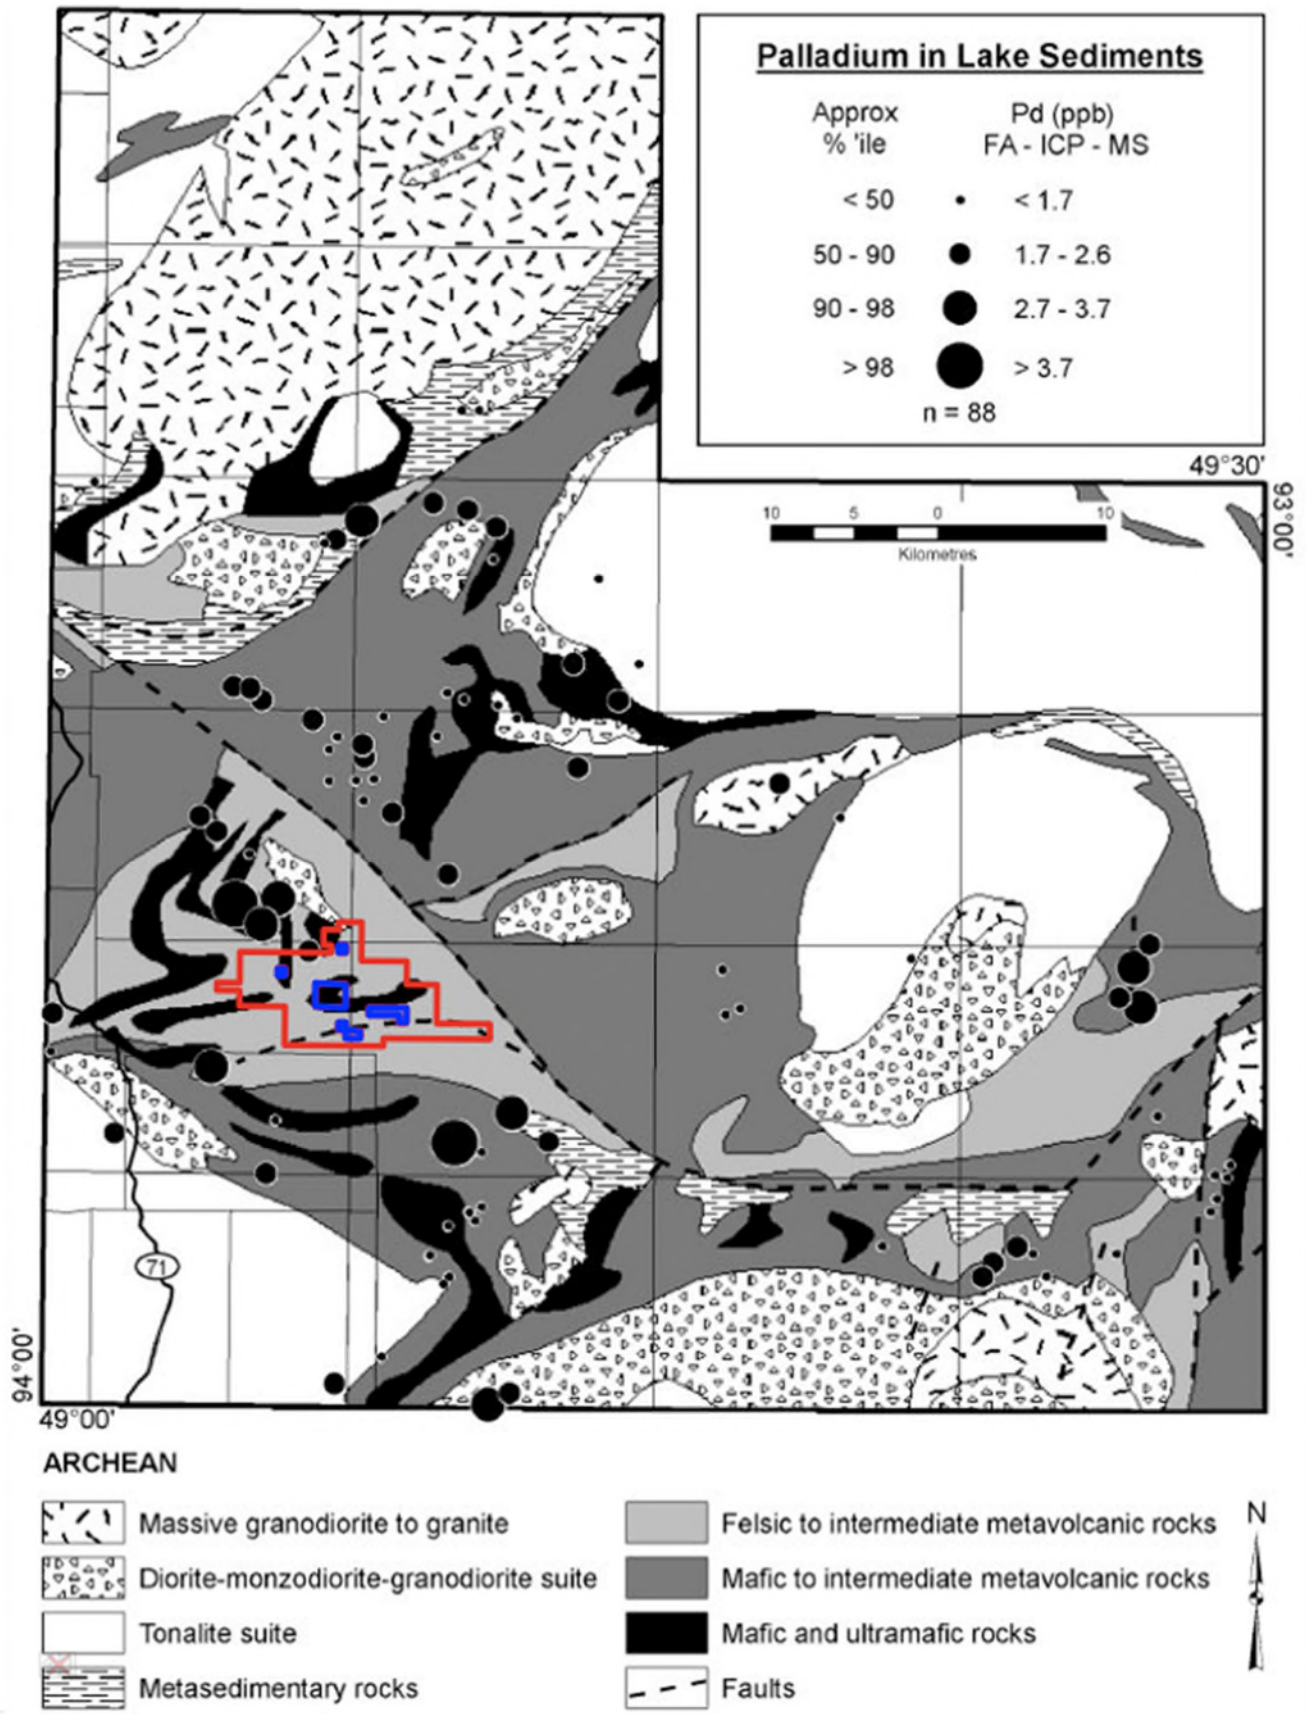 Palladium in Lake Sediments
Approx Pd (ppb)
% 'ile FA - ICP - MS
< 50 < 1.7
50 - 90 1.7 - 2.6
90 - 98 2.7 - 3.7
> 98 > 3.7
n = 88
49°30'
93°00'
10 5 0 10
Kilometres
71
94°00'
49°00'
ARCHEAN
N
Massive granodiorite to granite
Felsic to intermediate metavolcanic rocks
Diorite-monzodiorite-granodiorite suite
Mafic to intermediate metavolcanic rocks
Tonalite suite
Mafic and ultramafic rocks
Metasedimentary rocks
Faults